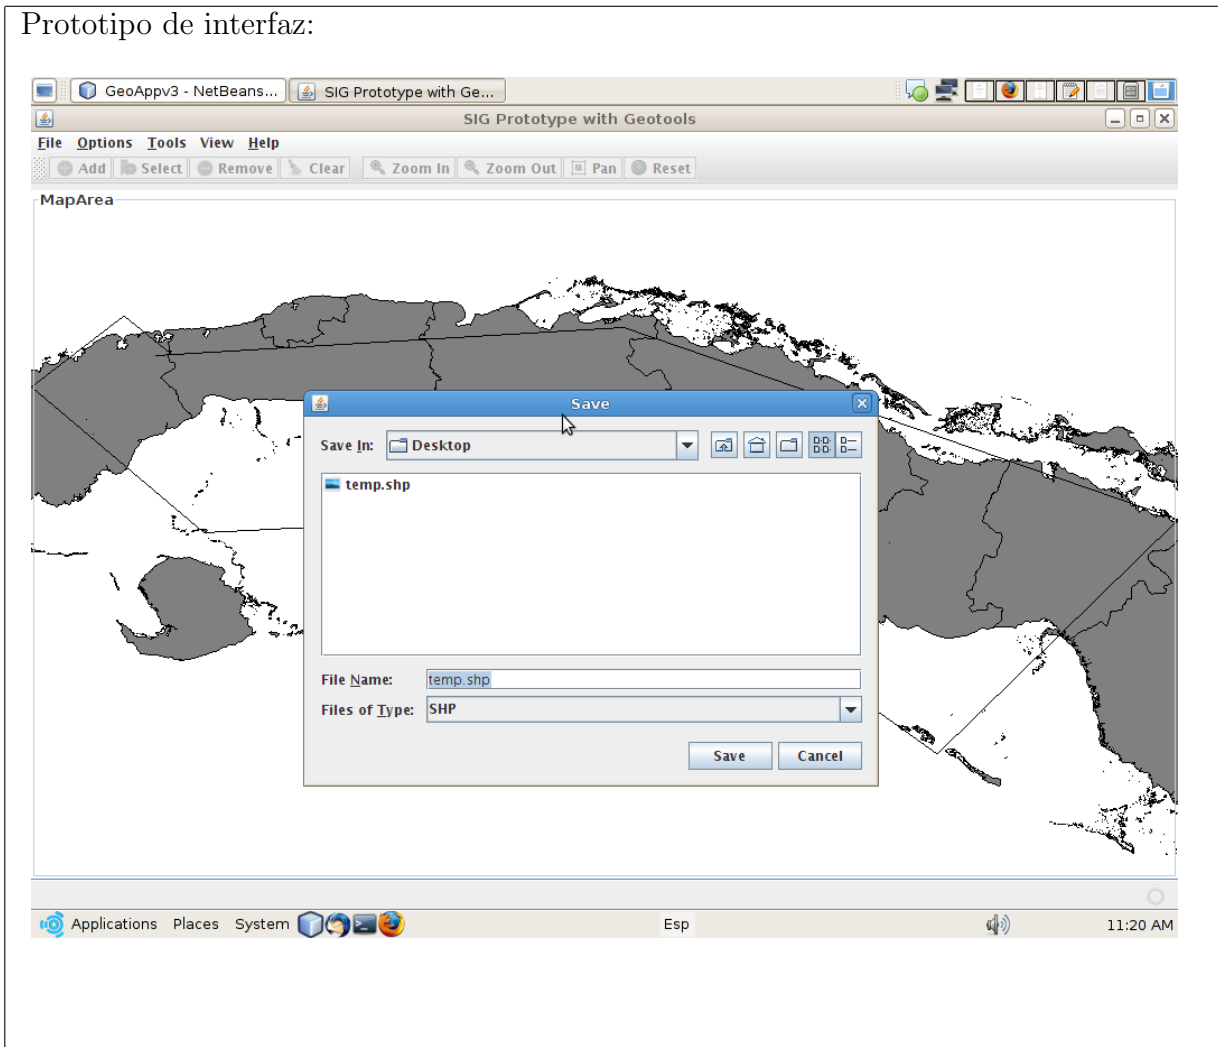 Prototipo de interfaz:
GeoAppv3 - NetBeans... SIG Prototype with Ge...
SIG Prototype with Geotools
File Options Tools View Help
Add Select Remove Clear Zoom In Zoom Out Pan Reset
MapArea
Save
Save In: Desktop
temp.shp
File Name: temp.shp
Files of Type: SHP
Save Cancel
Applications Places System Esp 11:20 AM